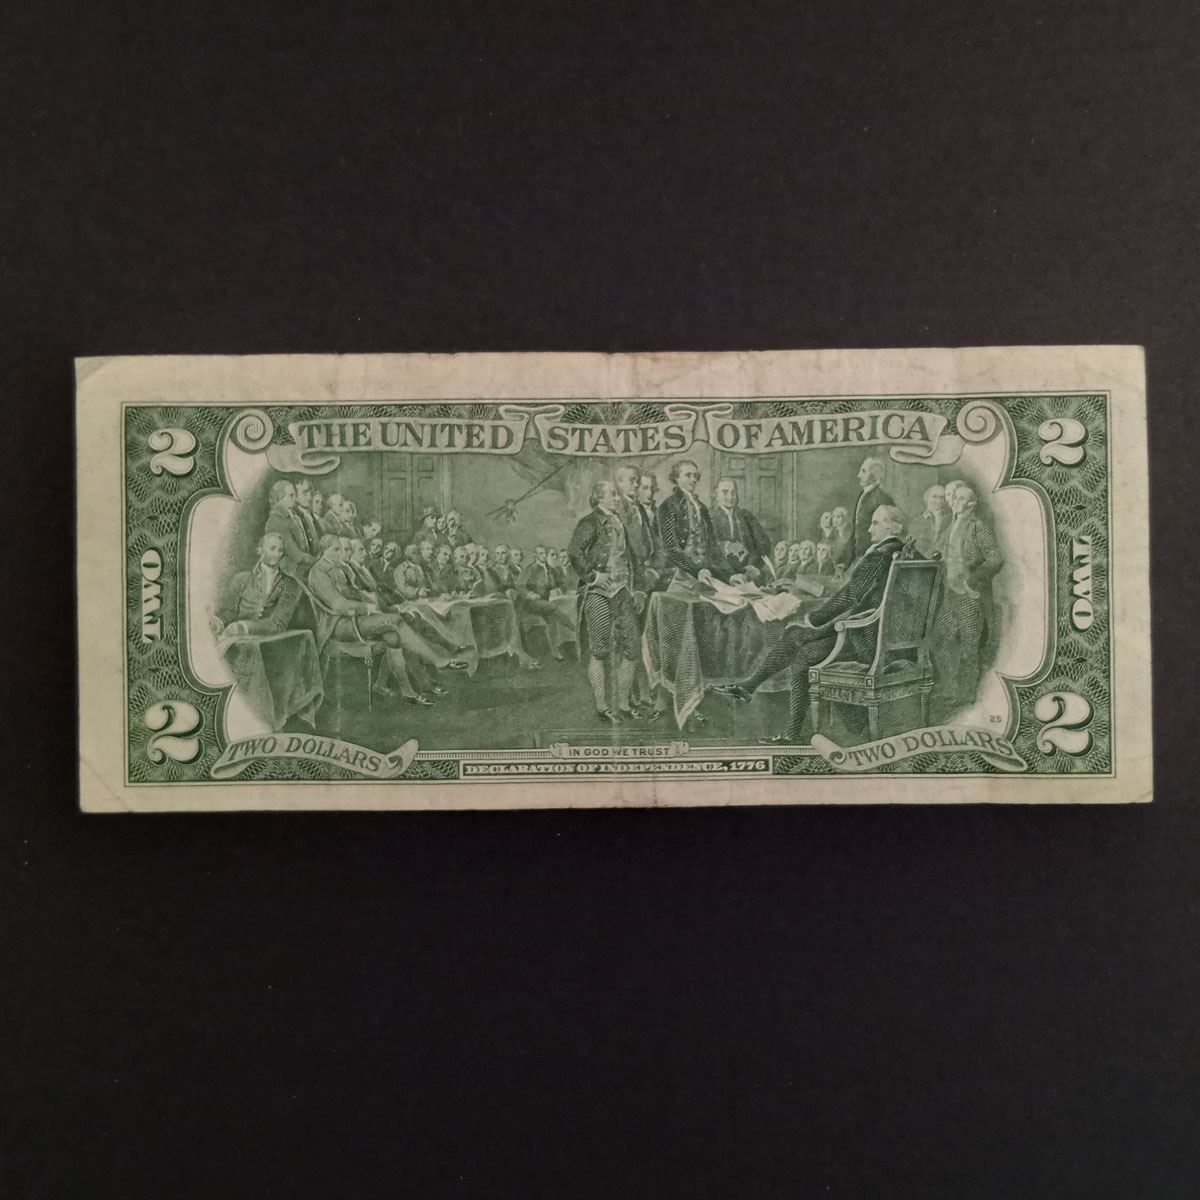 THE UNITED STATES OF AMERICA
2
2
TWO
TWO
25
2
2
TWO DOLLARS
IN GOD WE TRUST
TWO DOLLARS
DECLARATION OF INDEPENDENCE, 1776